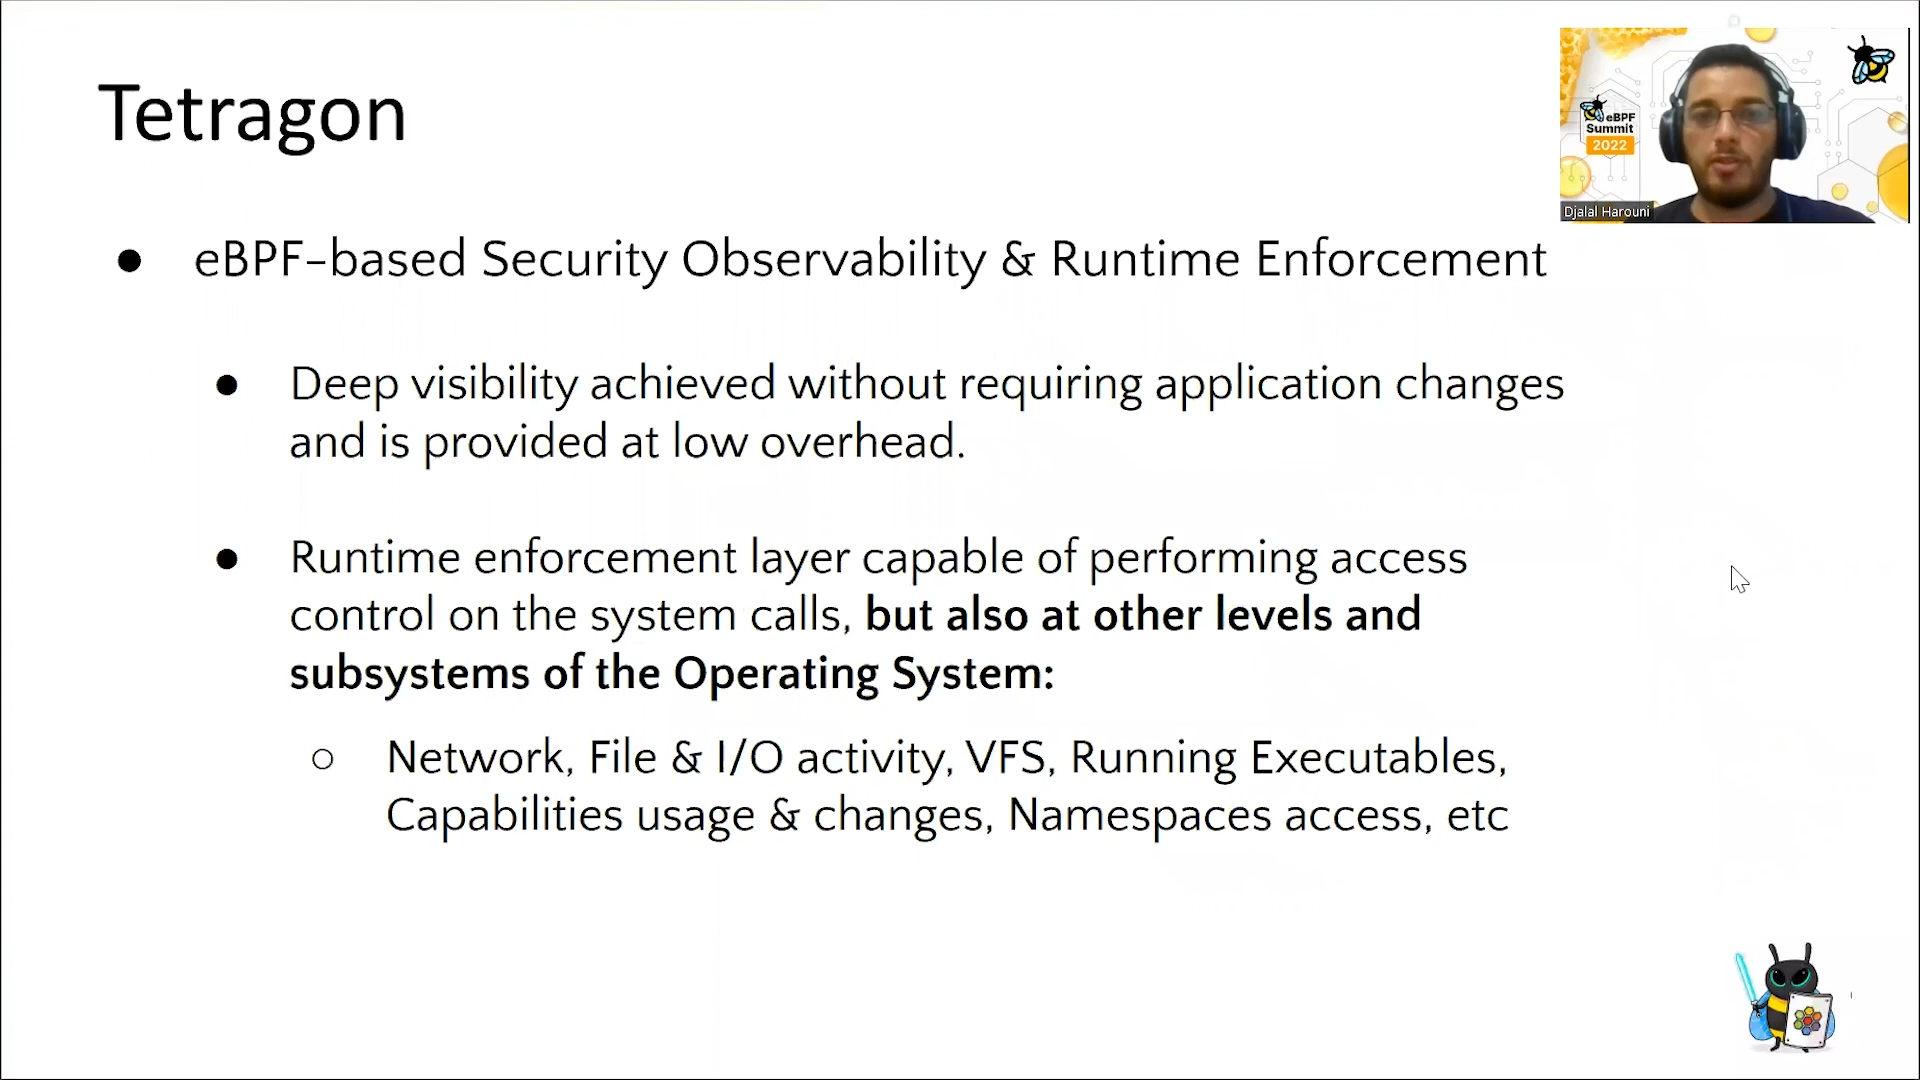 Tetragon
eBPF
Summit
2022
Djalal Harouni
● eBPF-based Security Observability & Runtime Enforcement
● Deep visibility achieved without requiring application changes
and is provided at low overhead.
● Runtime enforcement layer capable of performing access
control on the system calls, but also at other levels and
subsystems of the Operating System:
○ Network, File & I/O activity, VFS, Running Executables,
Capabilities usage & changes, Namespaces access, etc